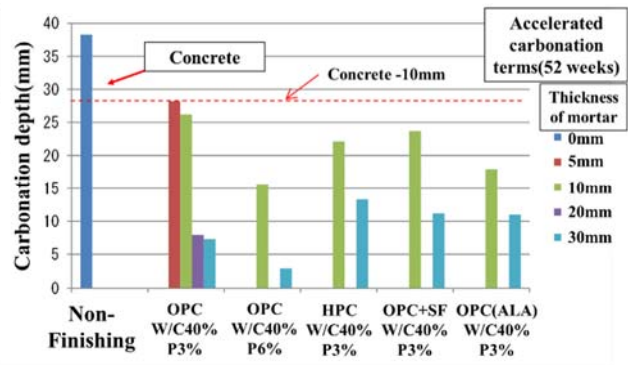 Carbonation depth(mm)
40
35
30
25
20
15
10
5
0
Concrete
Concrete -10mm
Accelerated
carbonation
terms(52 weeks)
Thickness
of mortar
0mm
5mm
10mm
20mm
30mm
Non-
Finishing
OPC
W/C40%
P3%
OPC
W/C40%
P6%
HPC
W/C40%
P3%
OPC+SF
W/C40%
P3%
OPC(ALA)
W/C40%
P3%